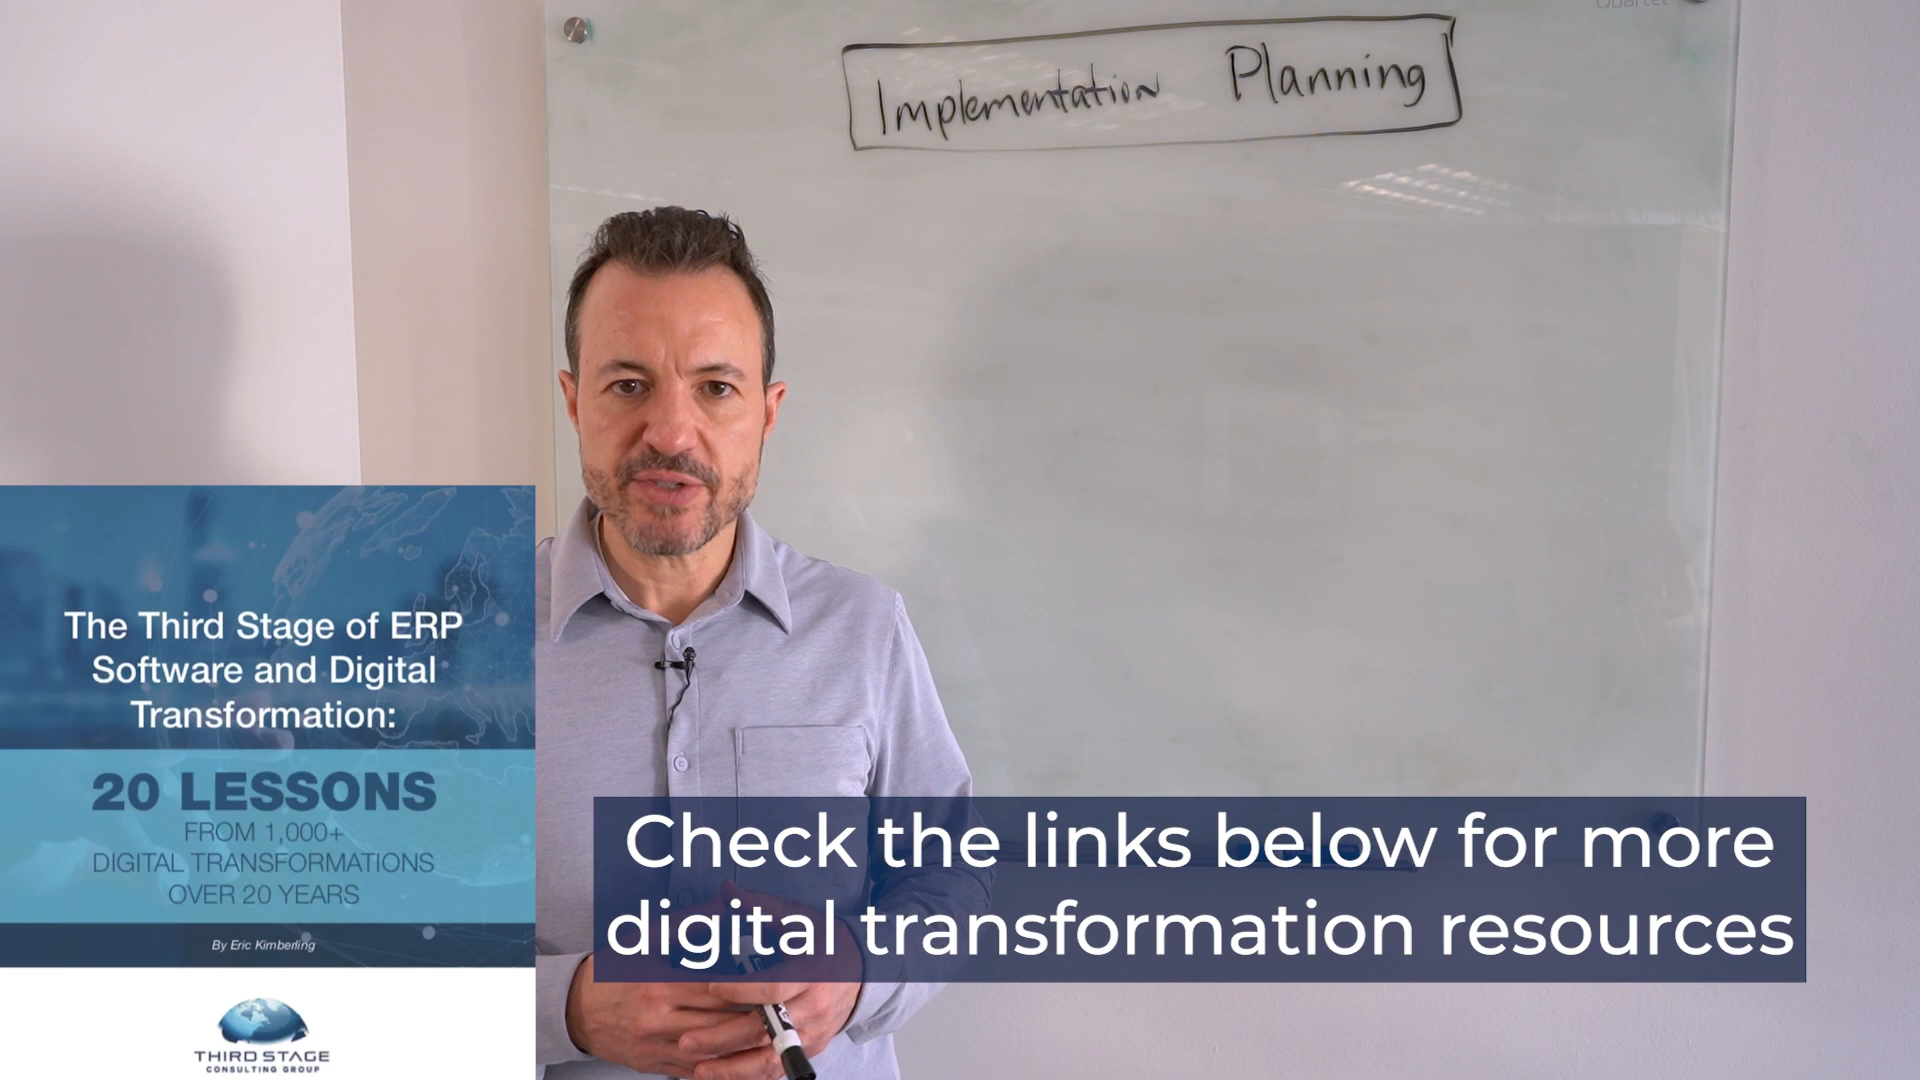 Quartet
Implementation Planning
The Third Stage of ERP
Software and Digital
Transformation:
20 LESSONS
FROM 1,000+
DIGITAL TRANSFORMATIONS
OVER 20 YEARS
By Eric Kimberling
THIRD STAGE
CONSULTING GROUP
Check the links below for more
digital transformation resources